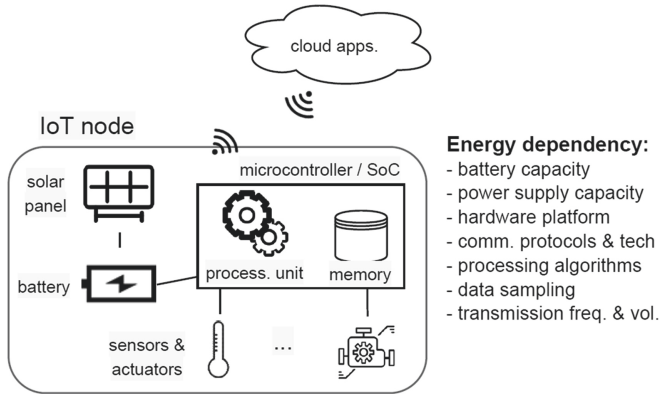 cloud apps.
IoT node
microcontroller / SoC
solar
panel
process. unit
memory
battery
sensors &
actuators
...
Energy dependency:
- battery capacity
- power supply capacity
- hardware platform
- comm. protocols & tech
- processing algorithms
- data sampling
- transmission freq. & vol.